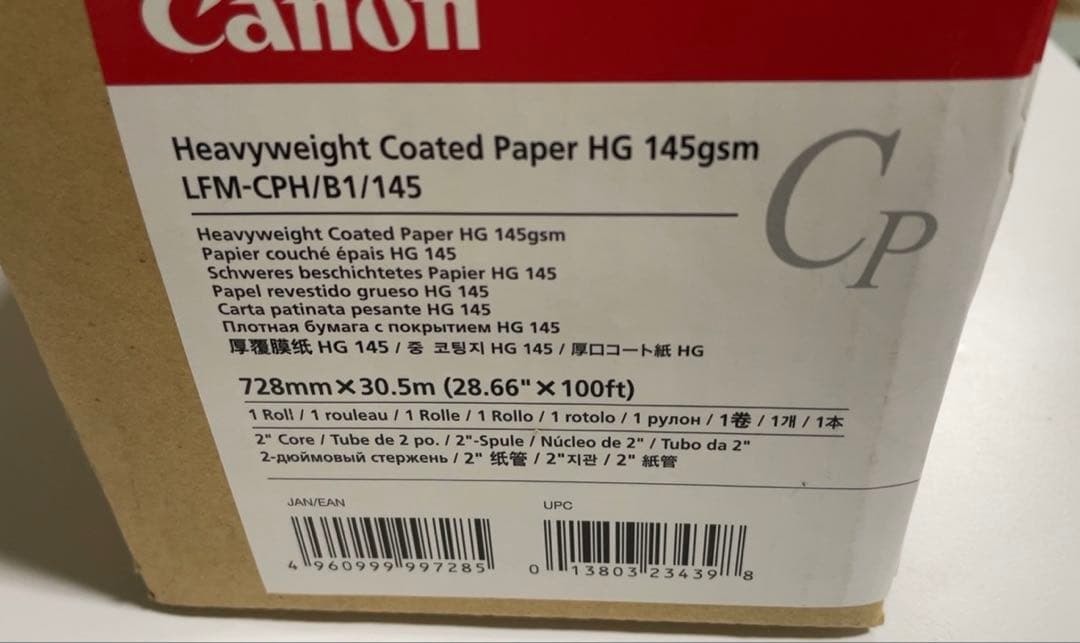 Canon
Heavyweight Coated Paper HG 145gsm
LFM-CPH/B1/145
CP
Heavyweight Coated Paper HG 145gsm
Papier couché épais HG 145
Schweres beschichtetes Papier HG 145
Papel revestido grueso HG 145
Carta patinata pesante HG 145
Плотная бумага с покрытием HG 145
厚覆膜纸 HG 145 / 중 코팅지 HG 145 / 厚口コート紙 HG
728mm×30.5m (28.66"×100ft)
1 Roll / 1 rouleau / 1 Rolle / 1 Rollo / 1 rotolo / 1 рулон / 1卷 / 1개 / 1本
2" Core / Tube de 2 po. / 2"-Spule / Núcleo de 2" / Tubo da 2"
2-дюймовый стержень / 2" 纸管 / 2"지관 / 2" 紙管
JAN/EAN
4 960999 997285
UPC
0 13803 23439 8